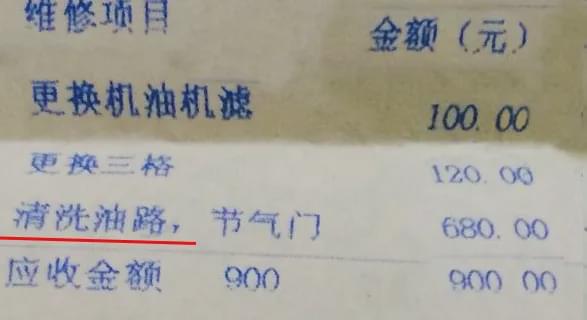 维修项目 金额（元）
更换机油机滤 100.00
更换三格 120.00
清洗油路，节气门 680.00
应收金额 900 900 00